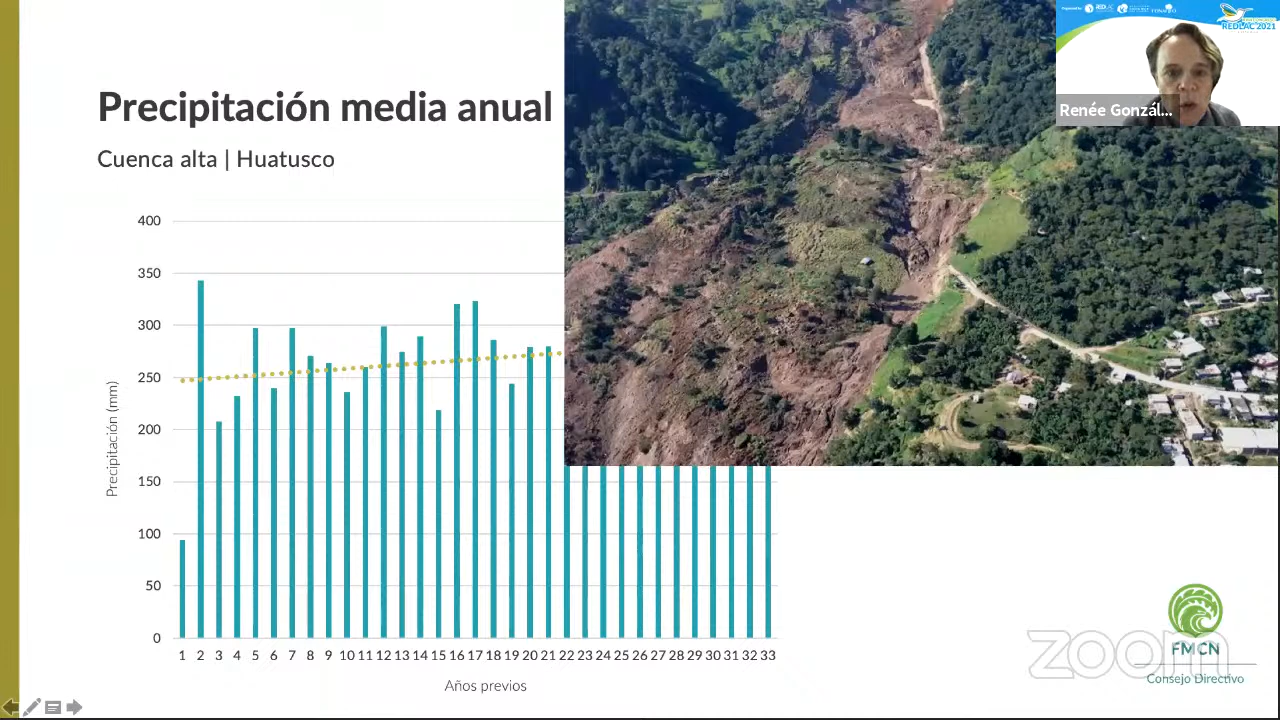 Precipitación media anual
Cuenca alta | Huatusco
400
350
300
250
200
150
100
50
0
Precipitación (mm)
1 2 3 4 5 6 7 8 9 10 11 12 13 14 15 16 17 18 19 20 21 22 23 24 25 26 27 28 29 30 31 32 33
Años previos
REDLAC 2021
Renée Gonzál...
zoom
FMCN
Consejo Directivo